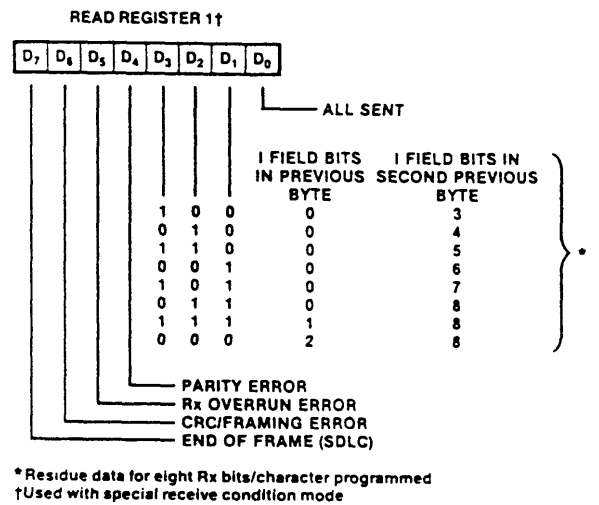 READ REGISTER 1†
D7 D6 D5 D4 D3 D2 D1 D0
ALL SENT
I FIELD BITS I FIELD BITS IN
IN PREVIOUS SECOND PREVIOUS
BYTE BYTE
1 0 0 0 3
0 1 0 0 4
1 1 0 0 5
0 0 1 0 6
1 0 1 0 7
0 1 1 0 8
1 1 1 1 8
0 0 0 2 8
*
PARITY ERROR
Rx OVERRUN ERROR
CRC/FRAMING ERROR
END OF FRAME (SDLC)
*Residue data for eight Rx bits/character programmed
†Used with special receive condition mode